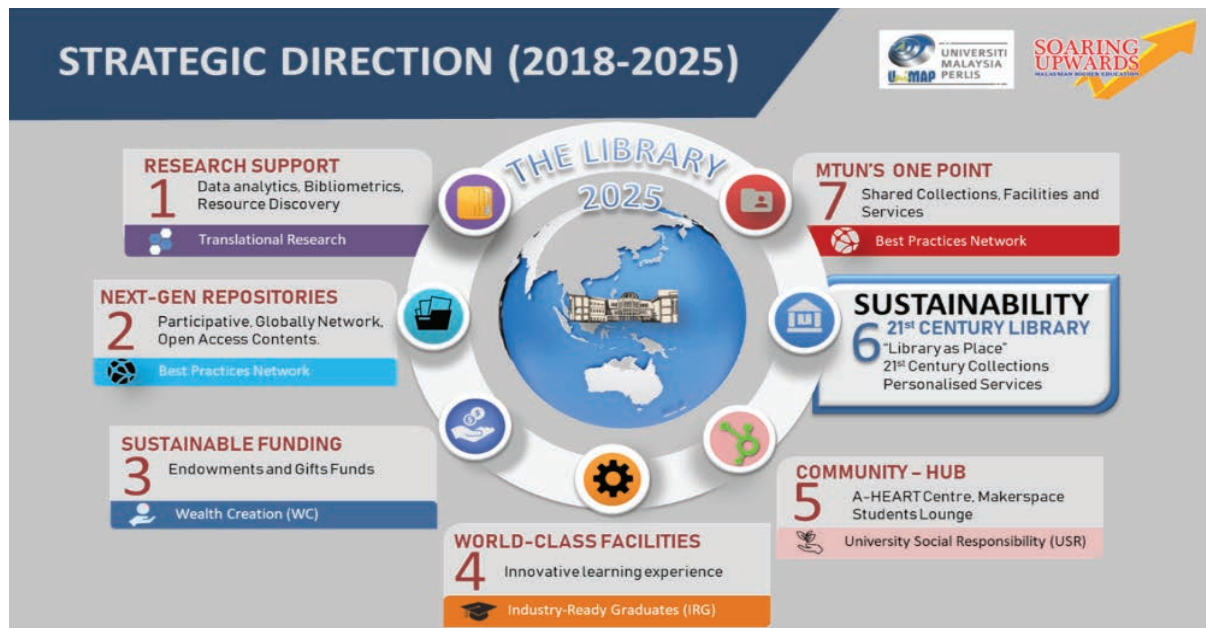 STRATEGIC DIRECTION (2018-2025)
UniMAP
UNIVERSITI
MALAYSIA
PERLIS
SOARING
UPWARDS
MALAYSIAN HIGHER EDUCATION
THE LIBRARY
2025
RESEARCH SUPPORT
1
Data analytics, Bibliometrics,
Resource Discovery
Translational Research
NEXT-GEN REPOSITORIES
2
Participative, Globally Network,
Open Access Contents.
Best Practices Network
SUSTAINABLE FUNDING
3
Endowments and Gifts Funds
Wealth Creation (WC)
WORLD-CLASS FACILITIES
4
Innovative learning experience
Industry-Ready Graduates (IRG)
COMMUNITY – HUB
5
A-HEART Centre, Makerspace
Students Lounge
University Social Responsibility (USR)
SUSTAINABILITY
6
21st CENTURY LIBRARY
“Library as Place”
21st Century Collections
Personalised Services
MTUN'S ONE POINT
7
Shared Collections, Facilities and
Services
Best Practices Network